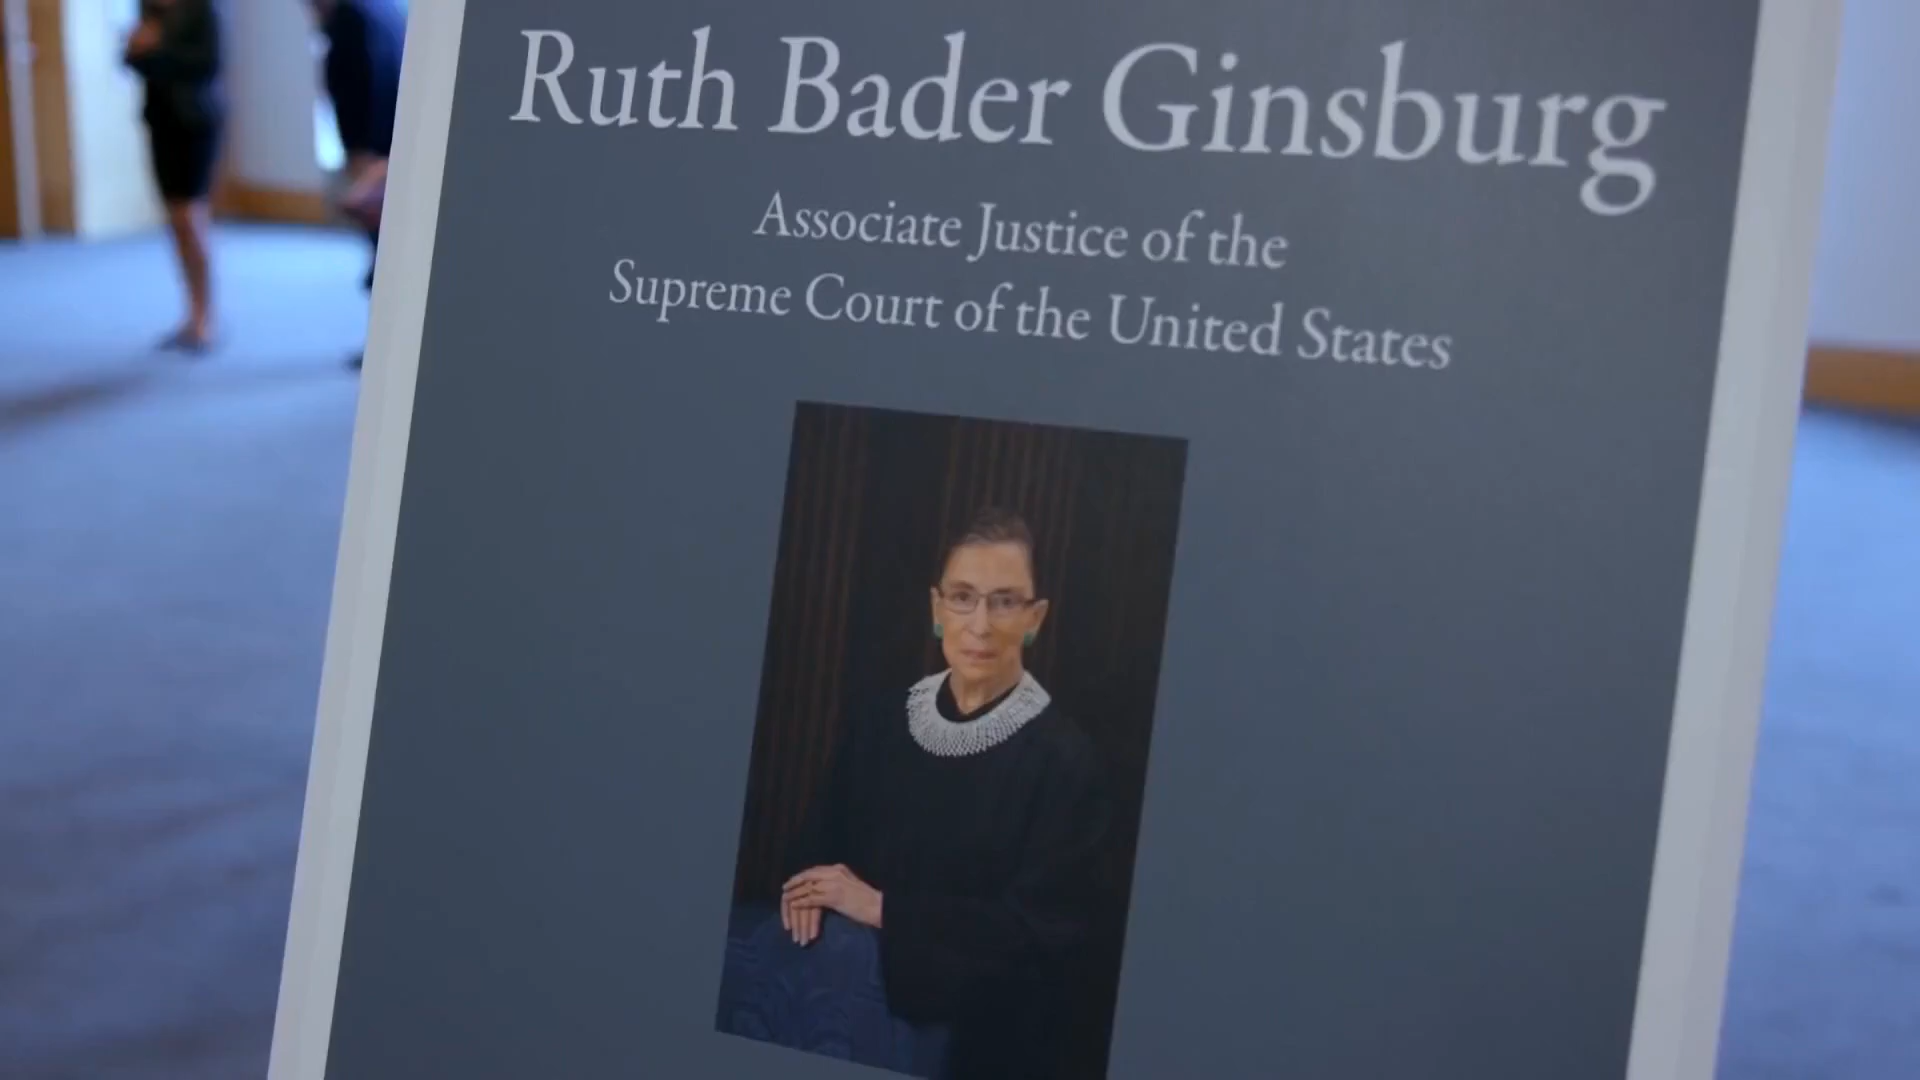 Ruth Bader Ginsburg
Associate Justice of the
Supreme Court of the United States